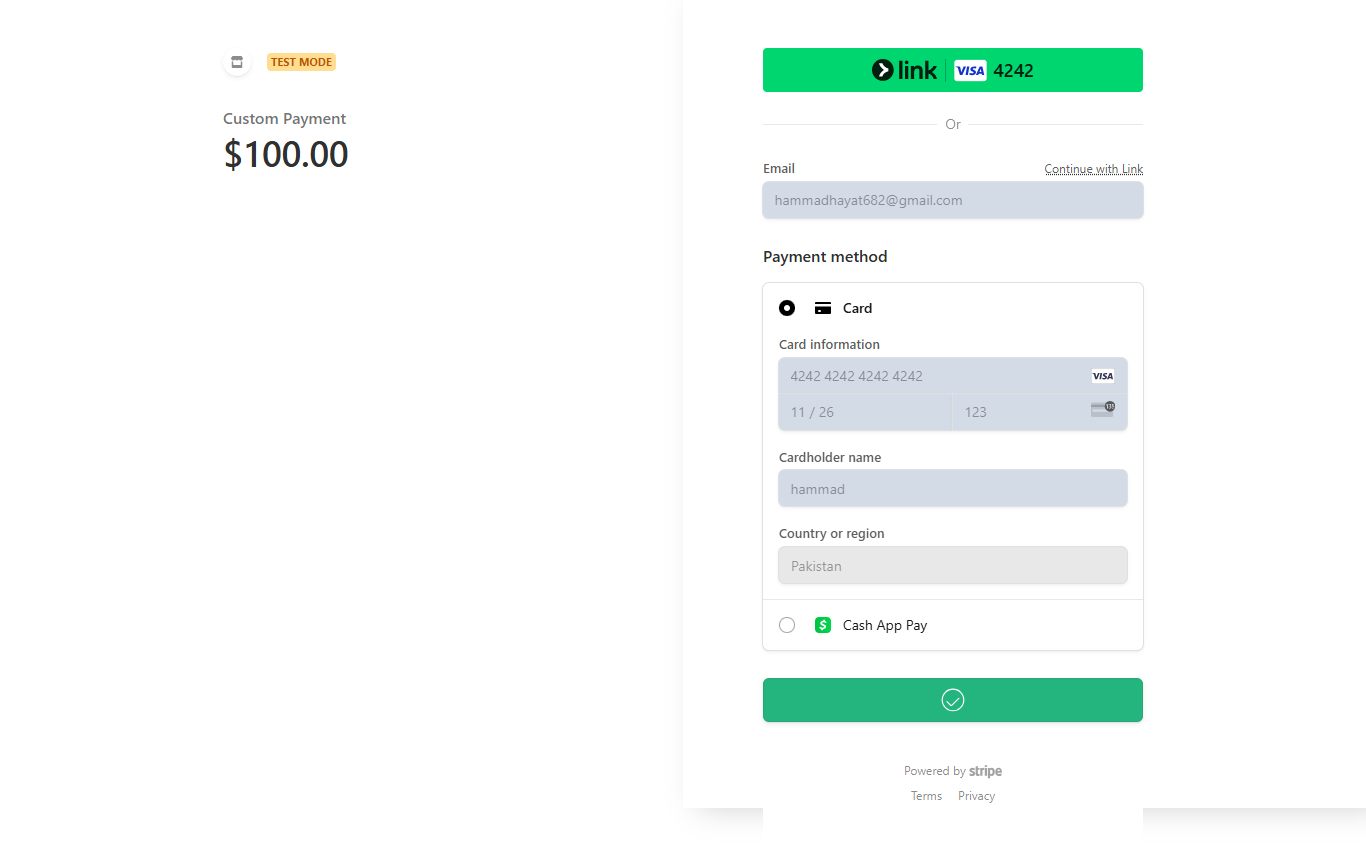 TEST MODE
Custom Payment
$100.00
link VISA 4242
Or
Email Continue with Link
hammadhayat682@gmail.com
Payment method
Card
Card information
4242 4242 4242 4242 VISA
11 / 26 123
Cardholder name
hammad
Country or region
Pakistan
$ Cash App Pay
Powered by stripe
Terms Privacy